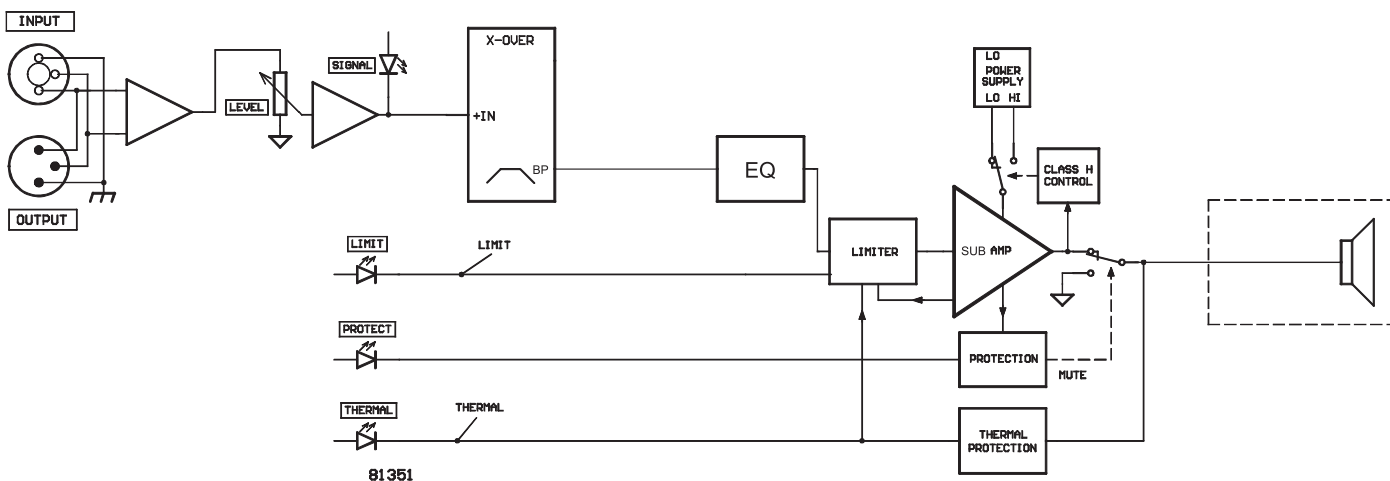 INPUT
X-OVER
SIGNAL
LO
POWER
SUPPLY
LO HI
LEVEL
+IN
BP
EQ
CLASS H
CONTROL
OUTPUT
LIMIT
LIMIT
LIMITER
SUB AMP
PROTECT
PROTECTION
MUTE
THERMAL
THERMAL
THERMAL
PROTECTION
81351